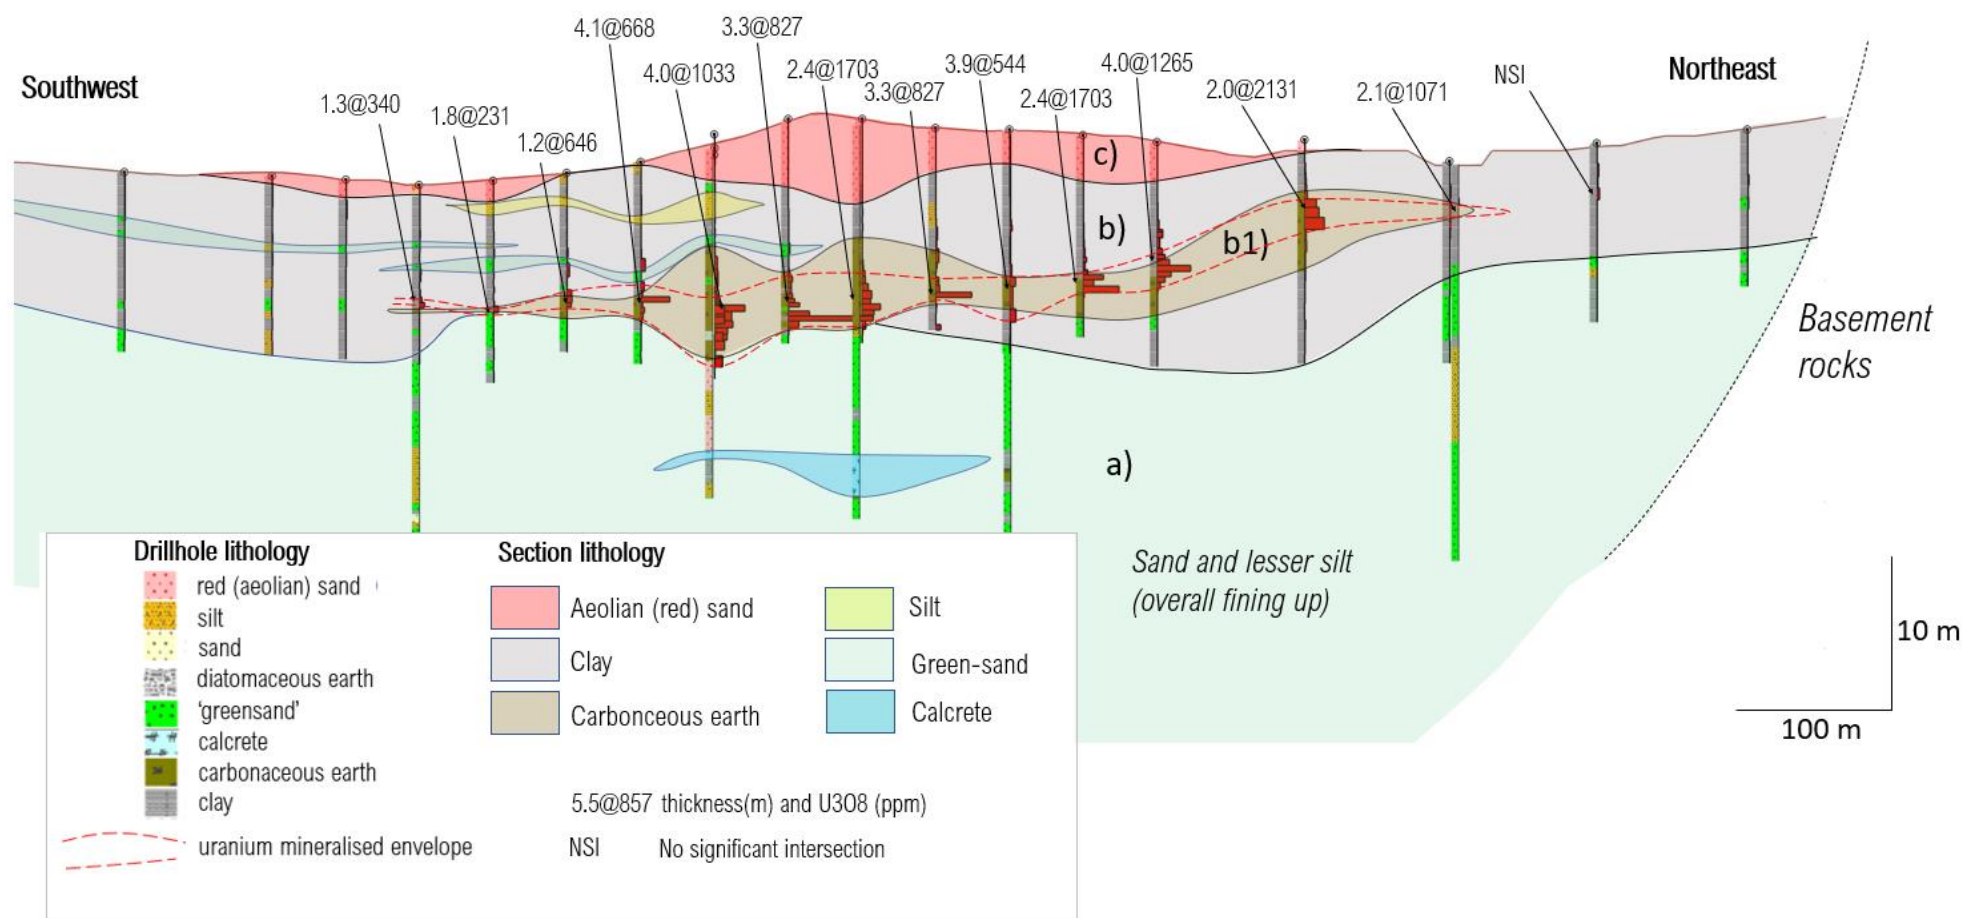 4.1@668
3.3@827
4.0@1033
2.4@1703
3.3@827
3.9@544
2.4@1703
4.0@1265
2.0@2131
2.1@1071
NSI
Northeast
Southwest
1.3@340
1.8@231
1.2@646
c)
b)
b1)
a)
Basement
rocks
Sand and lesser silt
(overall fining up)
10 m
100 m
Drillhole lithology
red (aeolian) sand
silt
sand
diatomaceous earth
'greensand'
calcrete
carbonaceous earth
clay
uranium mineralised envelope
Section lithology
Aeolian (red) sand
Clay
Carbonceous earth
Silt
Green-sand
Calcrete
5.5@857 thickness(m) and U3O8 (ppm)
NSI No significant intersection